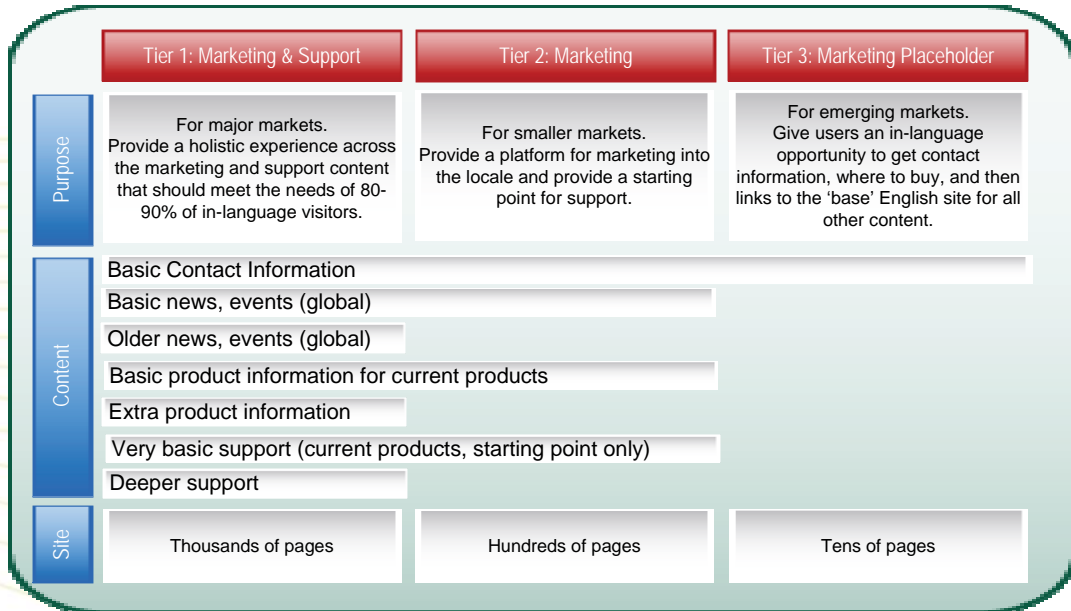 Tier 1: Marketing & Support
Tier 2: Marketing
Tier 3: Marketing Placeholder
Purpose
For major markets.
Provide a holistic experience across
the marketing and support content
that should meet the needs of 80-
90% of in-language visitors.
For smaller markets.
Provide a platform for marketing into
the locale and provide a starting
point for support.
For emerging markets.
Give users an in-language
opportunity to get contact
information, where to buy, and then
links to the ‘base’ English site for all
other content.
Content
Basic Contact Information
Basic news, events (global)
Older news, events (global)
Basic product information for current products
Extra product information
Very basic support (current products, starting point only)
Deeper support
Site
Thousands of pages
Hundreds of pages
Tens of pages